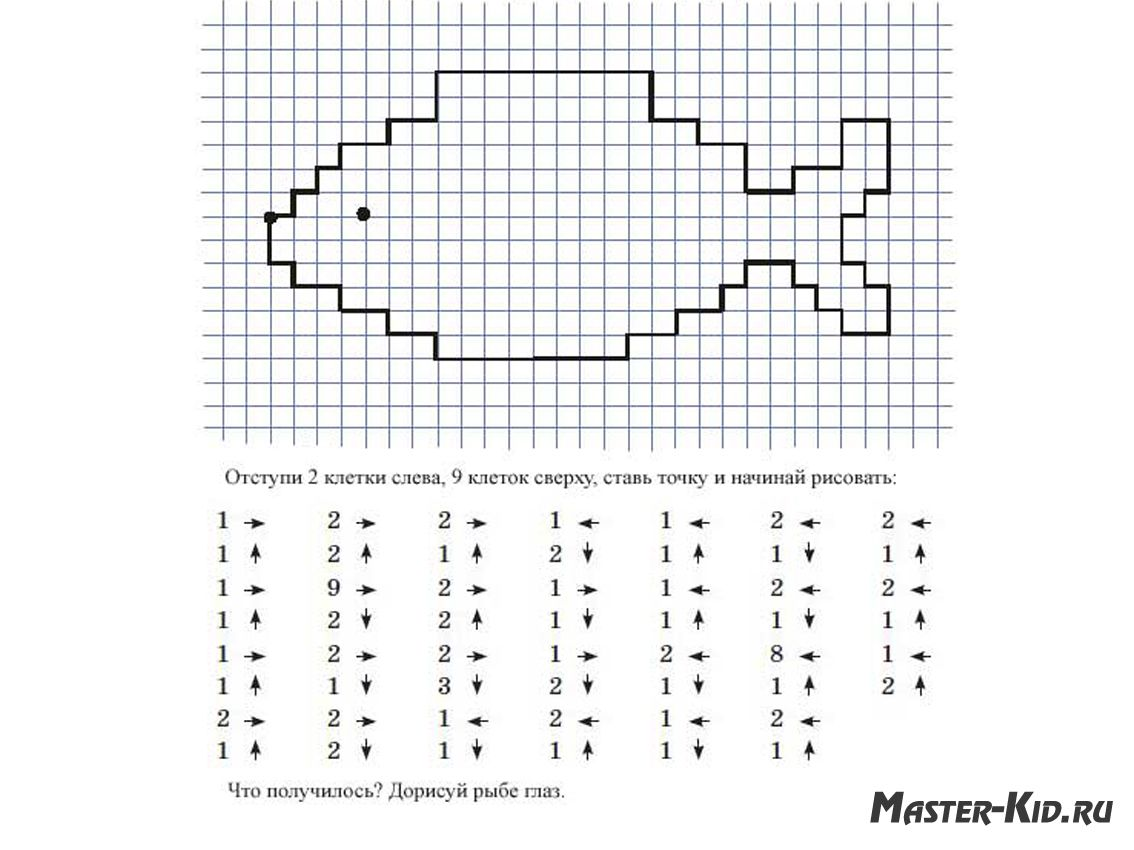 Отступи 2 клетки слева, 9 клеток сверху, ставь точку и начинай рисовать:
1 → 2 → 2 → 1 ← 1 ← 2 ← 2 ←
1 ↑ 2 ↑ 1 ↑ 2 ↓ 1 ↑ 1 ↓ 1 ↑
1 → 9 → 2 → 1 → 1 ← 2 ← 2 ←
1 ↑ 2 ↓ 2 ↑ 1 ↓ 1 ↑ 1 ↓ 1 ↑
1 → 2 → 2 → 1 → 2 ← 8 ← 1 ←
1 ↑ 1 ↓ 3 ↓ 2 ↓ 1 ↓ 1 ↑ 2 ↑
2 → 2 → 1 ← 2 ← 1 ← 2 ←
1 ↑ 2 ↓ 1 ↓ 1 ↑ 1 ↓ 1 ↑
Что получилось? Дорисуй рыбе глаз.
MASTER-KID.RU